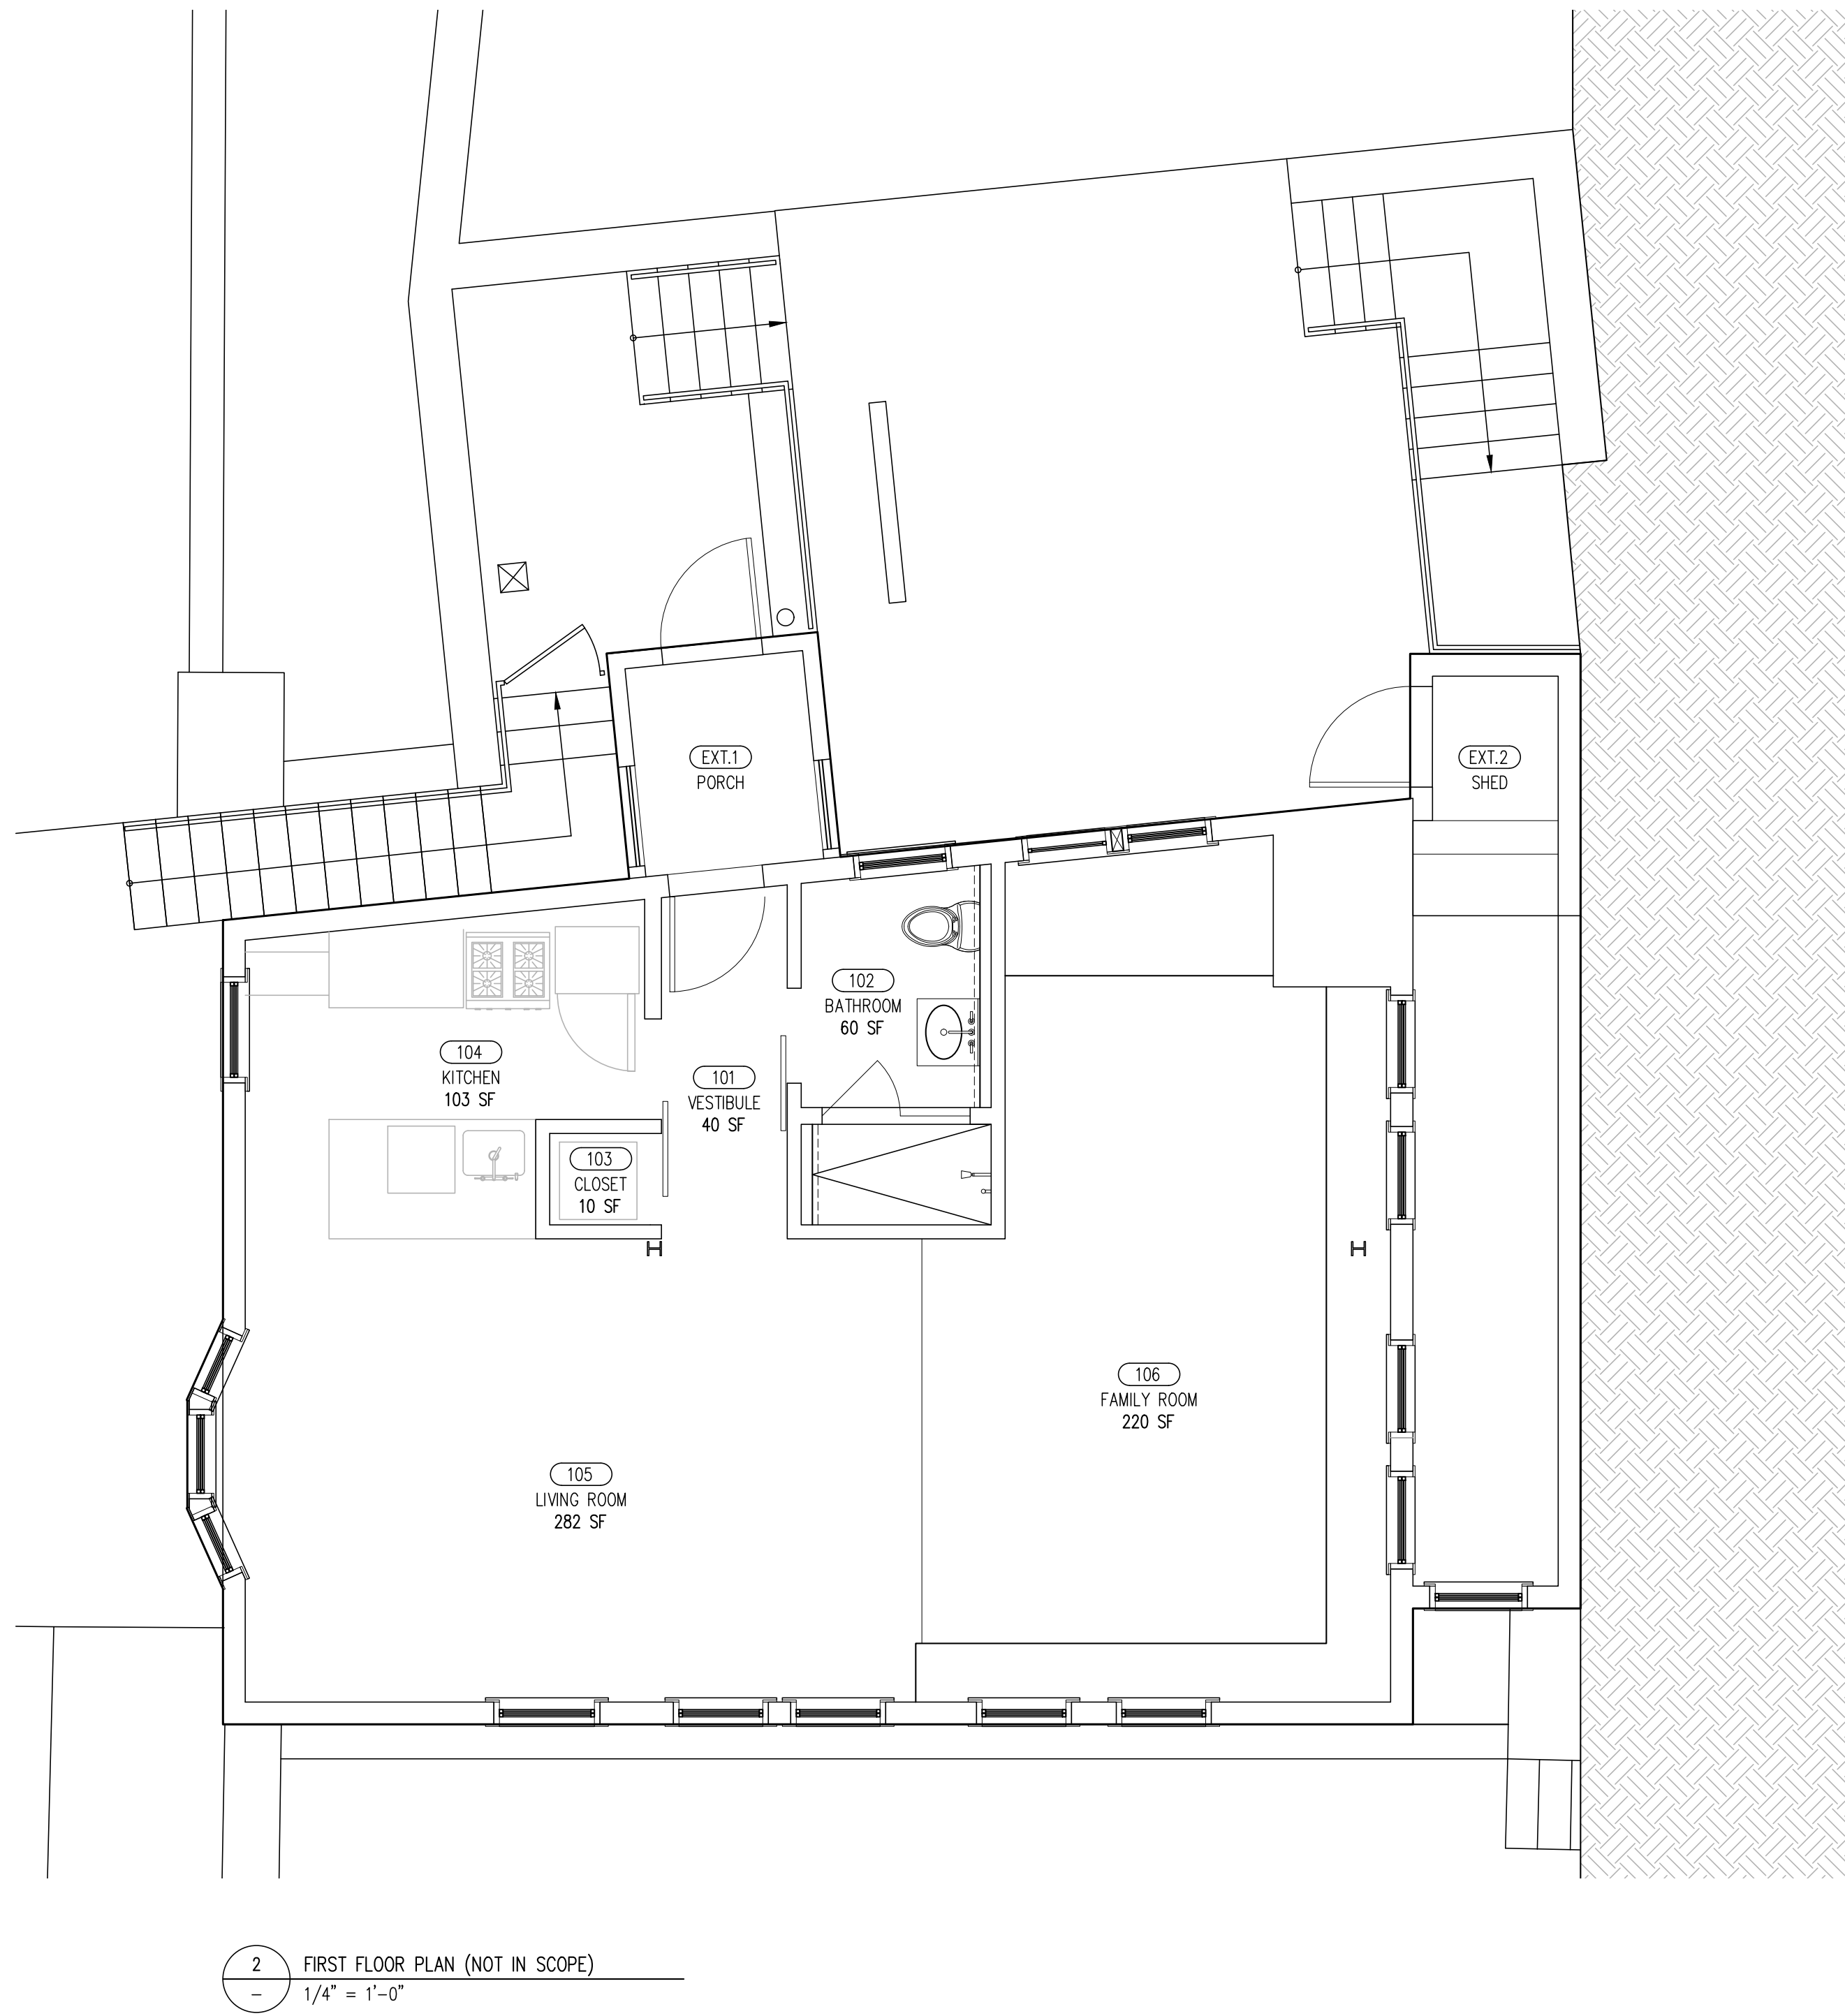 EXT.1
PORCH
EXT.2
SHED
102
BATHROOM
60 SF
104
KITCHEN
103 SF
101
VESTIBULE
40 SF
103
CLOSET
10 SF
106
FAMILY ROOM
220 SF
105
LIVING ROOM
282 SF
2
FIRST FLOOR PLAN (NOT IN SCOPE)
–
1/4" = 1'-0"